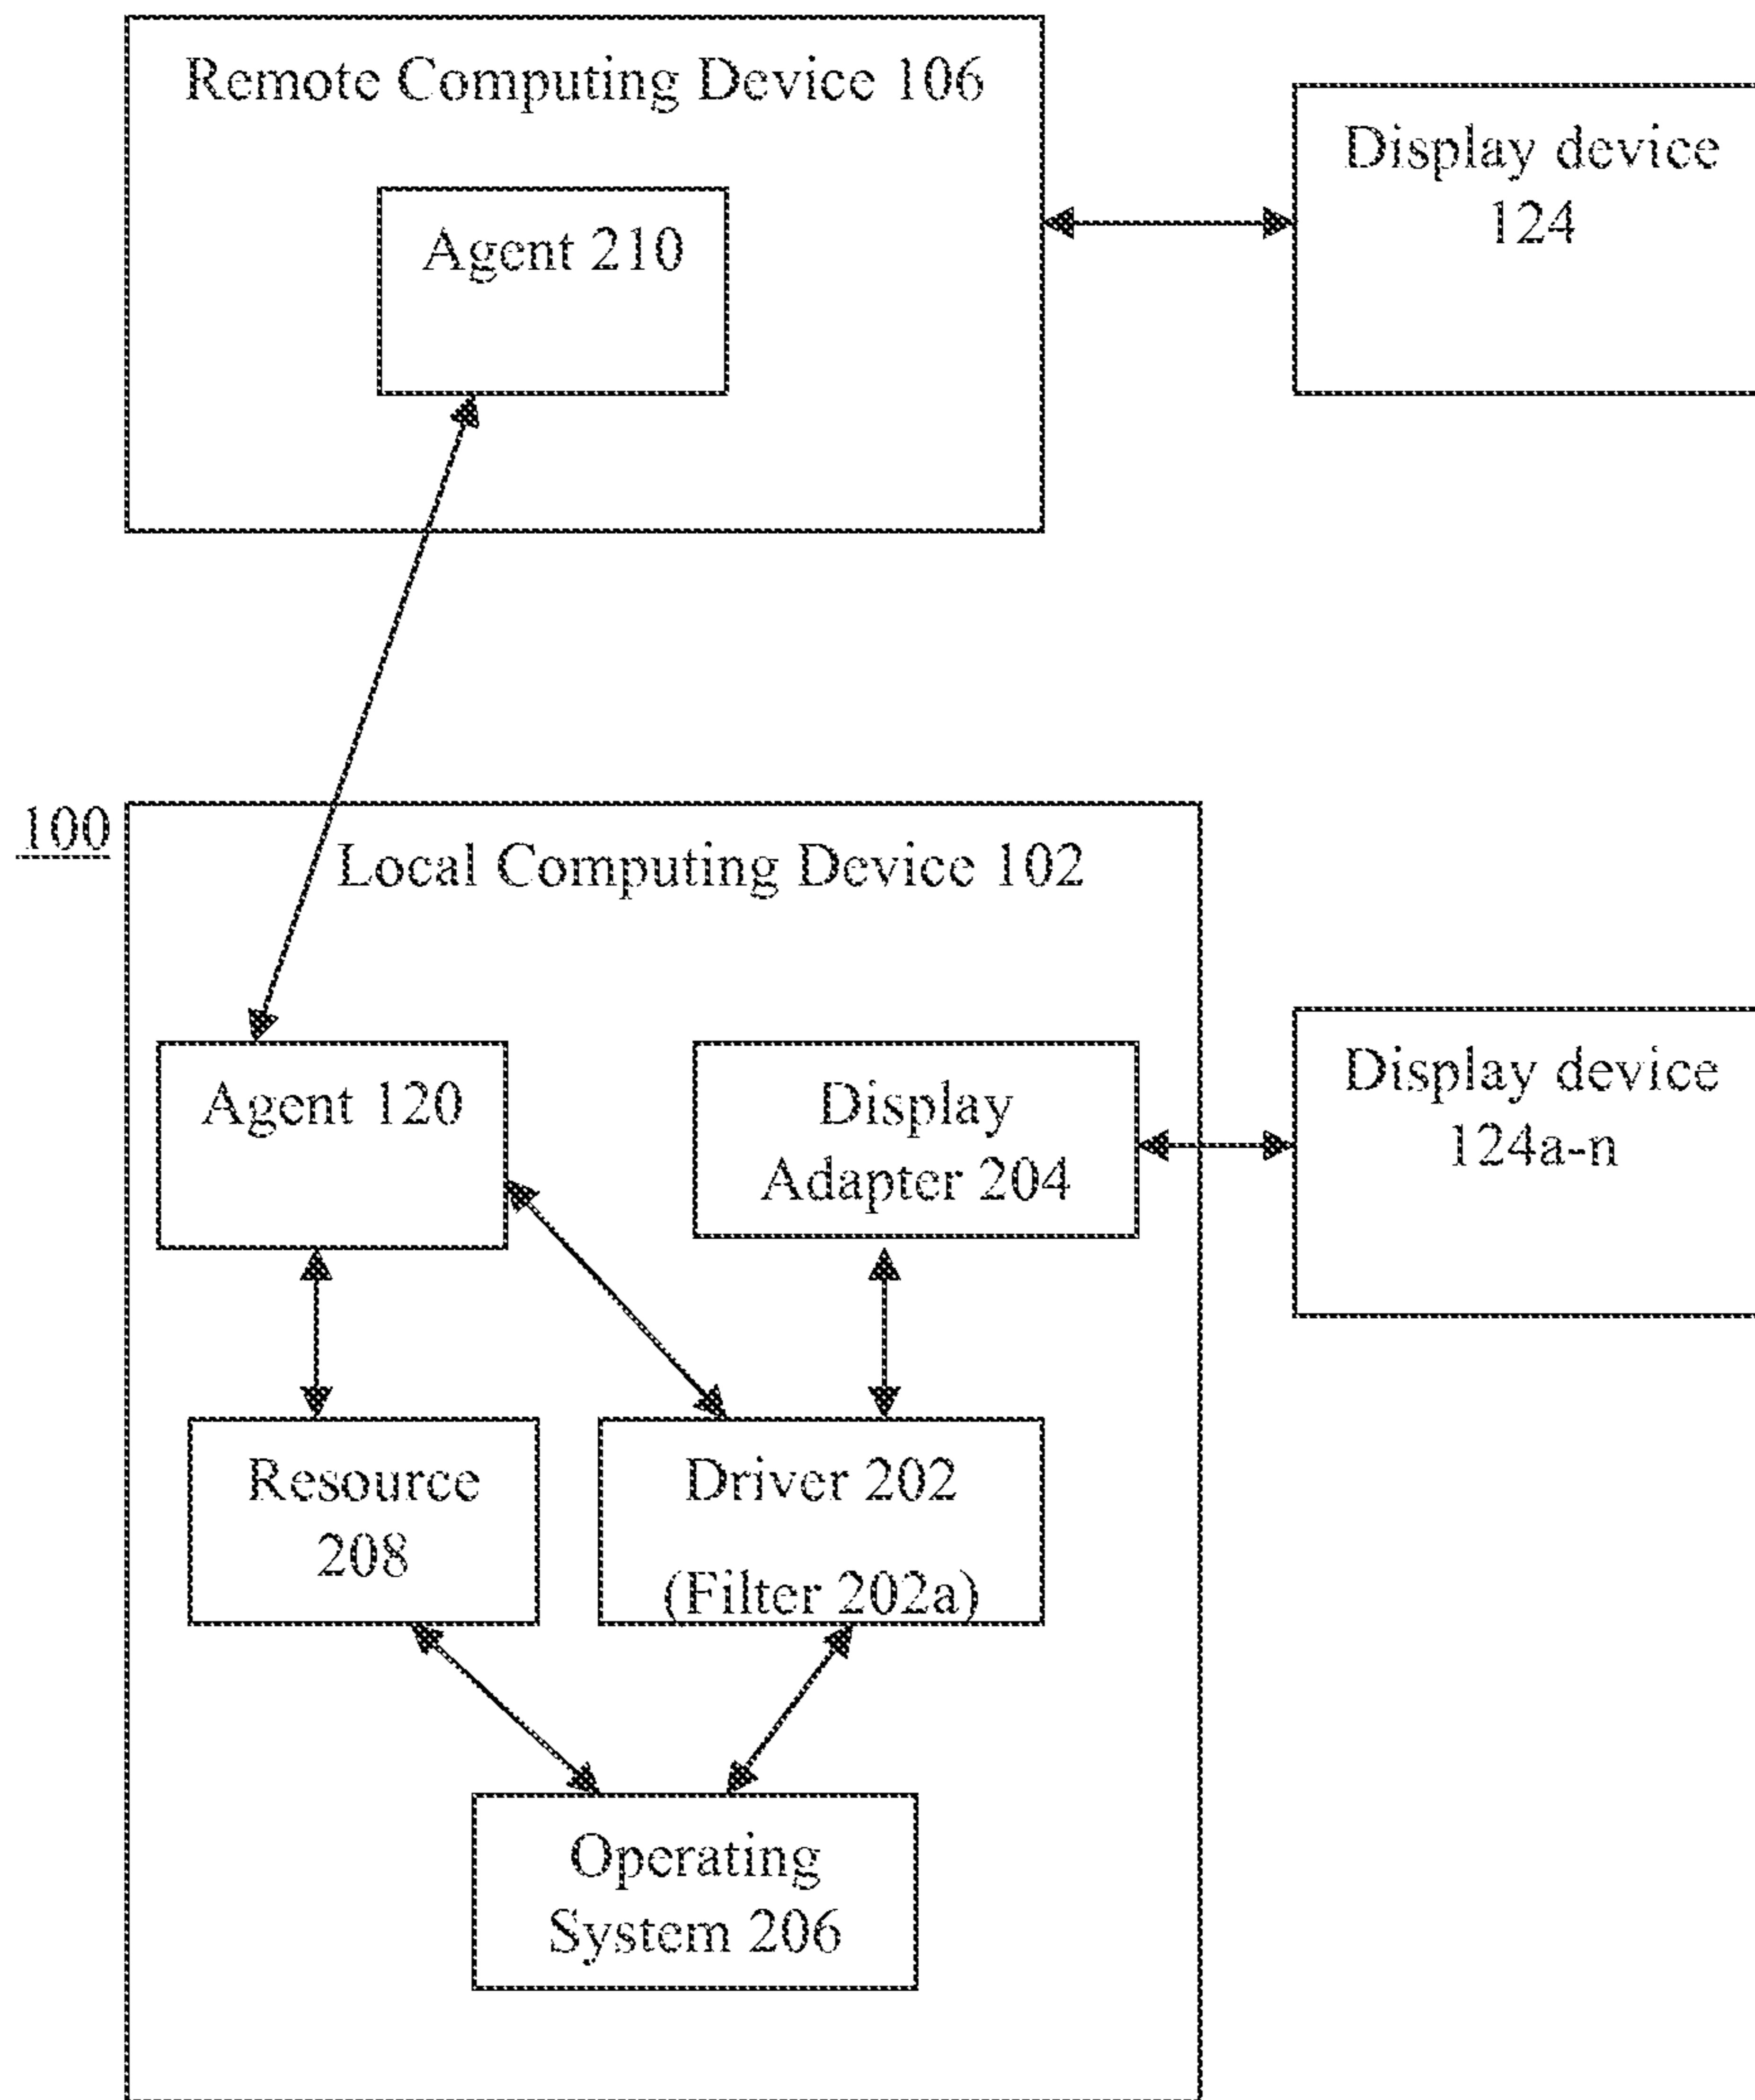 Remote Computing Device 106
Display device
124
Agent 210
100
Local Computing Device 102
Agent 120
Display
Adapter 204
Display device
124a-n
Resource
208
Driver 202
(Filter 202a)
Operating
System 206